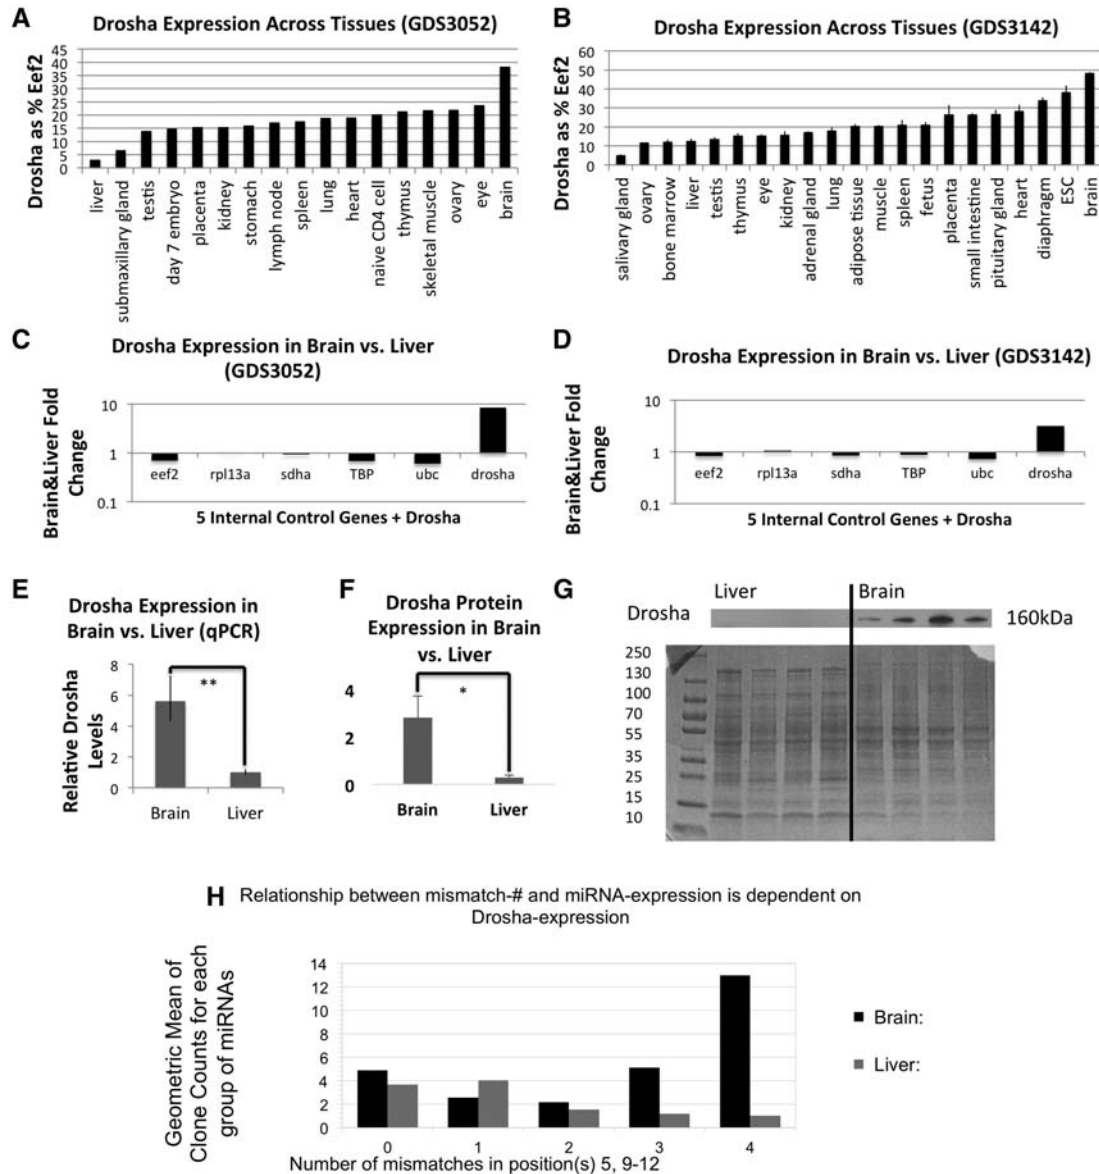 A
Drosha Expression Across Tissues (GDS3052)
Drosha as % Eef2
45
40
35
30
25
20
15
10
5
0
liver
submaxillary gland
testis
day 7 embryo
placenta
kidney
stomach
lymph node
spleen
lung
heart
naive CD4 cell
thymus
skeletal muscle
ovary
eye
brain
B
Drosha Expression Across Tissues (GDS3142)
Drosha as % Eef2
60
50
40
30
20
10
0
salivary gland
ovary
bone marrow
liver
testis
thymus
eye
kidney
adrenal gland
lung
adipose tissue
muscle
spleen
fetus
placenta
small intestine
pituitary gland
heart
diaphragm
ESC
brain
C
Drosha Expression in Brain vs. Liver
(GDS3052)
Brain&Liver Fold
Change
10
1
0.1
eef2 rpl13a sdha TBP ubc drosha
5 Internal Control Genes + Drosha
D
Drosha Expression in Brain vs. Liver (GDS3142)
Brain&Liver Fold
Change
10
1
0.1
eef2 rpl13a sdha TBP ubc drosha
5 Internal Control Genes + Drosha
E
Drosha Expression in
Brain vs. Liver (qPCR)
Relative Drosha
Levels
8
6
4
2
0
**
Brain Liver
F
Drosha Protein
Expression in Brain
vs. Liver
4
2
0
*
Brain Liver
G
Liver Brain
Drosha 160kDa
250
130
100
70
55
35
25
15
10
H
Relationship between mismatch-# and miRNA-expression is dependent on
Drosha-expression
Geometric Mean of
Clone Counts for each
group of miRNAs
14
12
10
8
6
4
2
0
0 1 2 3 4
Number of mismatches in position(s) 5, 9-12
Brain:
Liver: